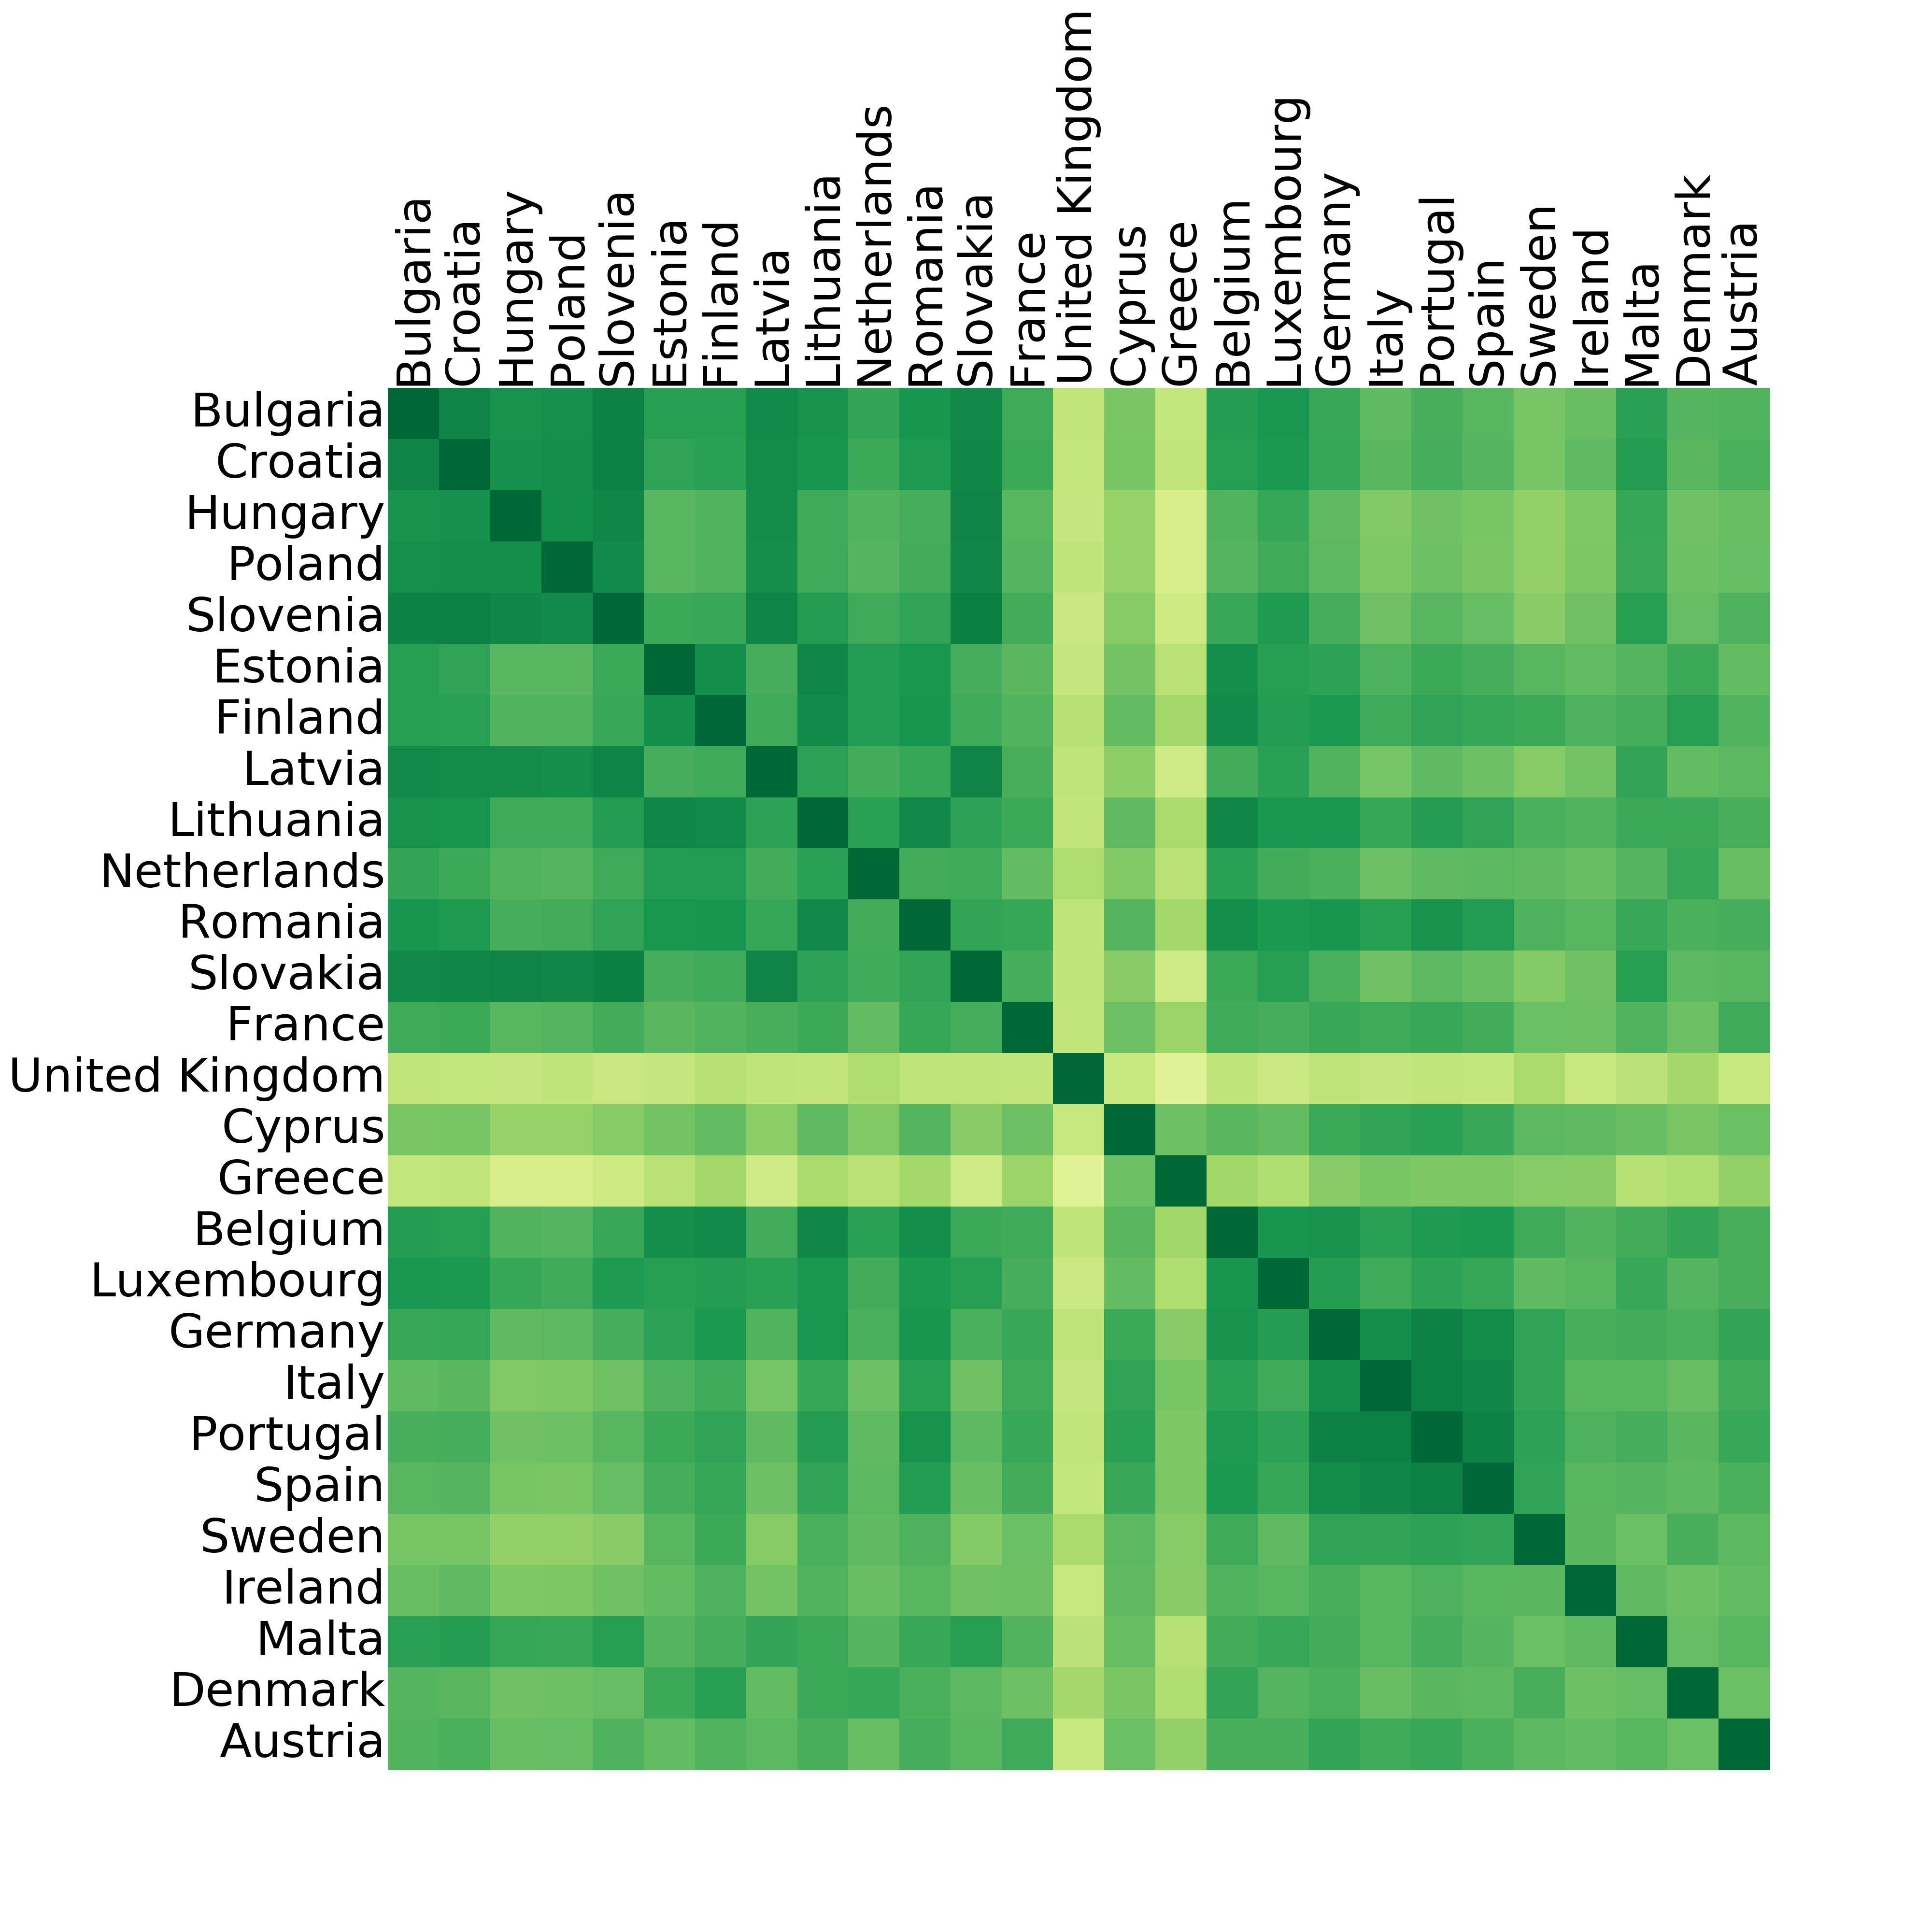 Bulgaria
Croatia
Hungary
Poland
Slovenia
Estonia
Finland
Latvia
Lithuania
Netherlands
Romania
Slovakia
France
United Kingdom
Cyprus
Greece
Belgium
Luxembourg
Germany
Italy
Portugal
Spain
Sweden
Ireland
Malta
Denmark
Austria
Bulgaria
Croatia
Hungary
Poland
Slovenia
Estonia
Finland
Latvia
Lithuania
Netherlands
Romania
Slovakia
France
United Kingdom
Cyprus
Greece
Belgium
Luxembourg
Germany
Italy
Portugal
Spain
Sweden
Ireland
Malta
Denmark
Austria